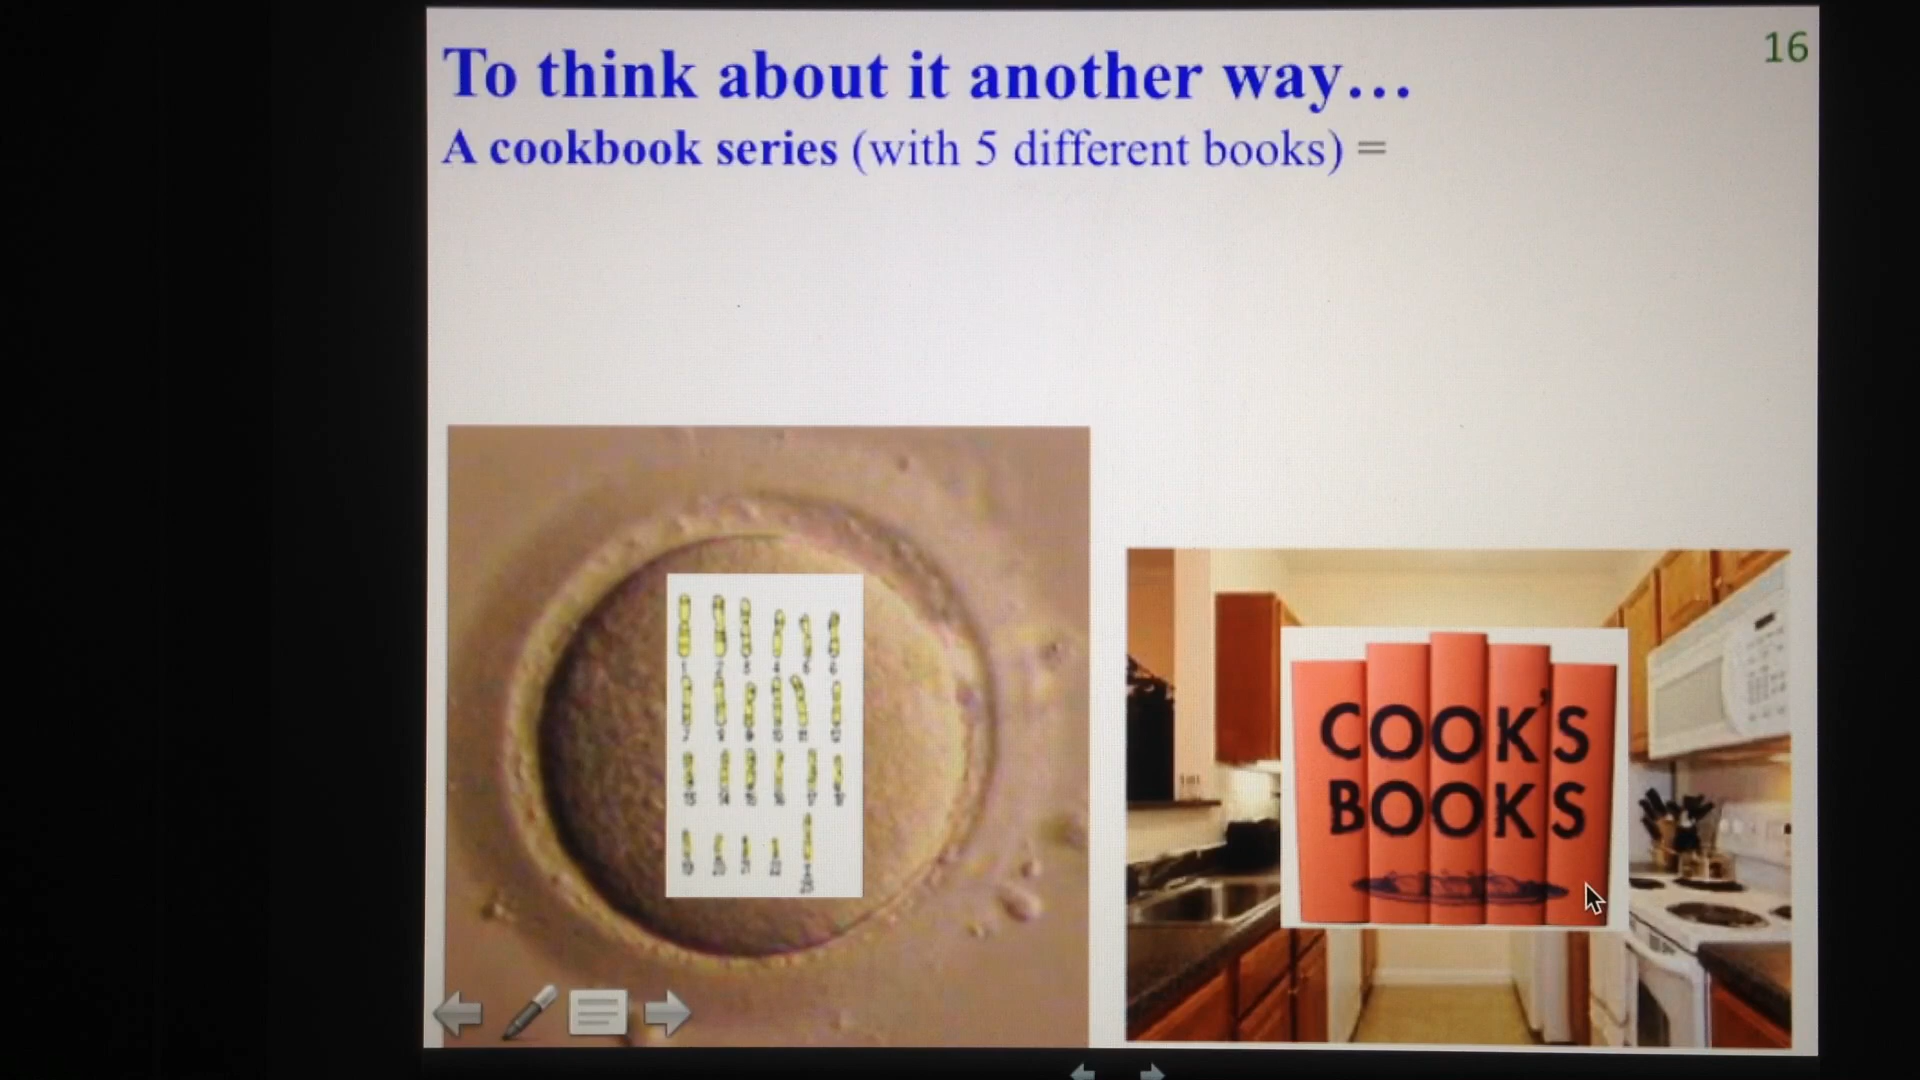 16
To think about it another way...
A cookbook series (with 5 different books) =
COOK'S
BOOKS